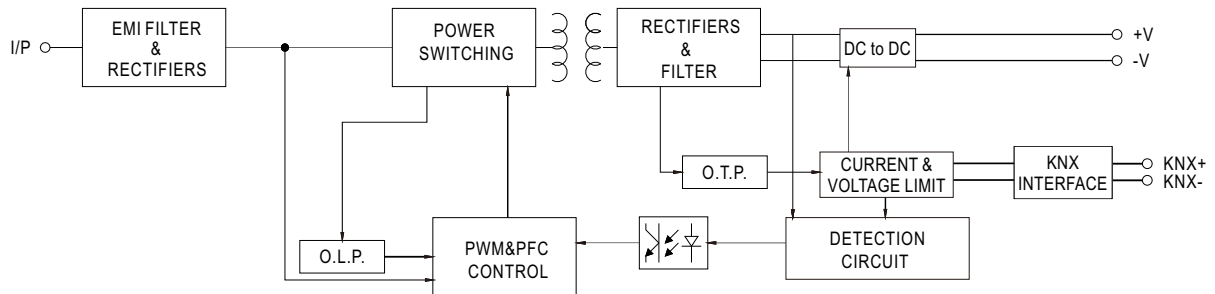 I/P
EMI FILTER
&
RECTIFIERS
POWER
SWITCHING
RECTIFIERS
&
FILTER
DC to DC
+V
-V
O.T.P.
CURRENT &
VOLTAGE LIMIT
KNX
INTERFACE
KNX+
KNX-
O.L.P.
PWM&PFC
CONTROL
DETECTION
CIRCUIT